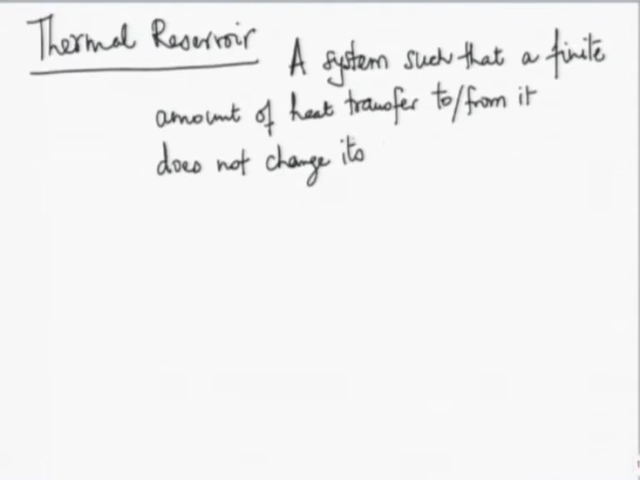 Thermal Reservoir A system such that a finite
amount of heat transfer to/from it
does not change its